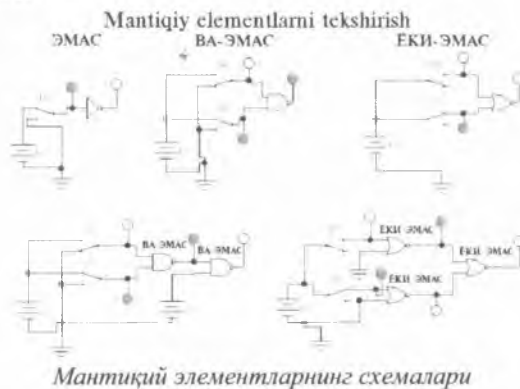 Mantiqiy elementlarni tekshirish
ЭМАС ВА-ЭМАС ЁКИ-ЭМАС
ВА ЭМАС ВА ЭМАС ЁКИ ЭМАС
ЁКИ ЭМАС
ЁКИ ЭМАС
Мантиқий элементларнинг схемалари